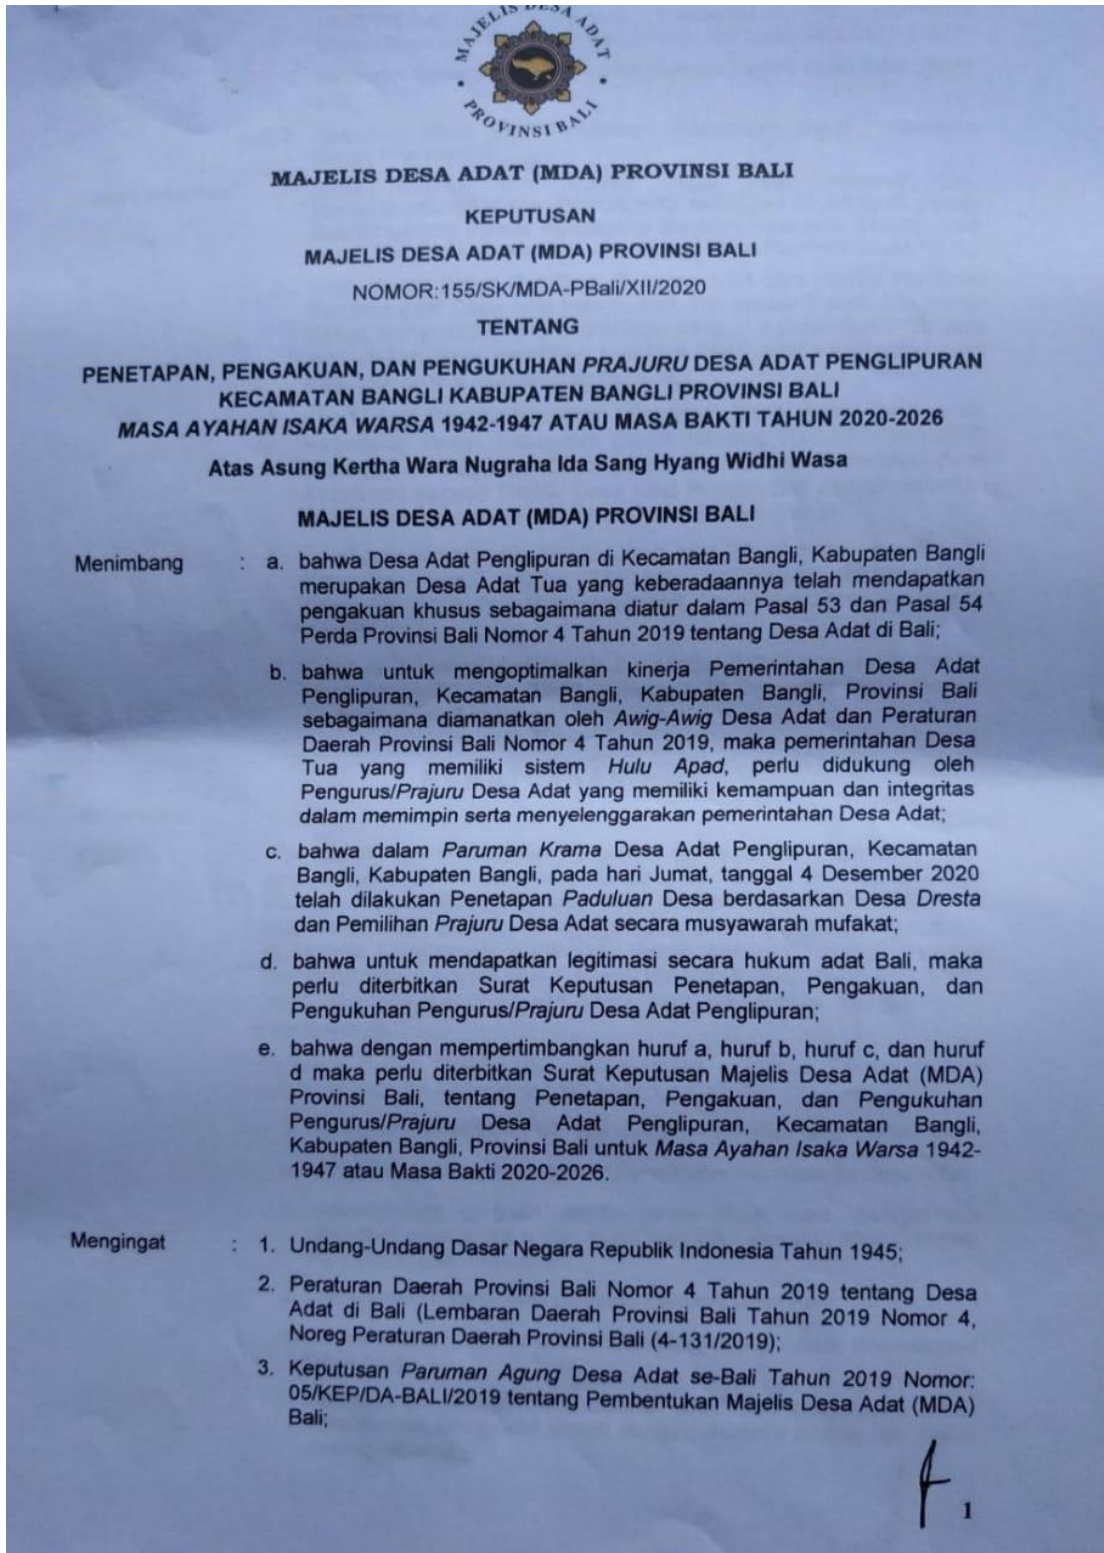 MAJELIS DESA ADAT
PROVINSI BALI
MAJELIS DESA ADAT (MDA) PROVINSI BALI
KEPUTUSAN
MAJELIS DESA ADAT (MDA) PROVINSI BALI
NOMOR:155/SK/MDA-PBali/XII/2020
TENTANG
PENETAPAN, PENGAKUAN, DAN PENGUKUHAN PRAJURU DESA ADAT PENGLIPURAN
KECAMATAN BANGLI KABUPATEN BANGLI PROVINSI BALI
MASA AYAHAN ISAKA WARSA 1942-1947 ATAU MASA BAKTI TAHUN 2020-2026
Atas Asung Kertha Wara Nugraha Ida Sang Hyang Widhi Wasa
MAJELIS DESA ADAT (MDA) PROVINSI BALI
Menimbang : a. bahwa Desa Adat Penglipuran di Kecamatan Bangli, Kabupaten Bangli
merupakan Desa Adat Tua yang keberadaannya telah mendapatkan
pengakuan khusus sebagaimana diatur dalam Pasal 53 dan Pasal 54
Perda Provinsi Bali Nomor 4 Tahun 2019 tentang Desa Adat di Bali;
b. bahwa untuk mengoptimalkan kinerja Pemerintahan Desa Adat
Penglipuran, Kecamatan Bangli, Kabupaten Bangli, Provinsi Bali
sebagaimana diamanatkan oleh Awig-Awig Desa Adat dan Peraturan
Daerah Provinsi Bali Nomor 4 Tahun 2019, maka pemerintahan Desa
Tua yang memiliki sistem Hulu Apad, perlu didukung oleh
Pengurus/Prajuru Desa Adat yang memiliki kemampuan dan integritas
dalam memimpin serta menyelenggarakan pemerintahan Desa Adat;
c. bahwa dalam Paruman Krama Desa Adat Penglipuran, Kecamatan
Bangli, Kabupaten Bangli, pada hari Jumat, tanggal 4 Desember 2020
telah dilakukan Penetapan Paduluan Desa berdasarkan Desa Dresta
dan Pemilihan Prajuru Desa Adat secara musyawarah mufakat;
d. bahwa untuk mendapatkan legitimasi secara hukum adat Bali, maka
perlu diterbitkan Surat Keputusan Penetapan, Pengakuan, dan
Pengukuhan Pengurus/Prajuru Desa Adat Penglipuran;
e. bahwa dengan mempertimbangkan huruf a, huruf b, huruf c, dan huruf
d maka perlu diterbitkan Surat Keputusan Majelis Desa Adat (MDA)
Provinsi Bali, tentang Penetapan, Pengakuan, dan Pengukuhan
Pengurus/Prajuru Desa Adat Penglipuran, Kecamatan Bangli,
Kabupaten Bangli, Provinsi Bali untuk Masa Ayahan Isaka Warsa 1942-
1947 atau Masa Bakti 2020-2026.
Mengingat : 1. Undang-Undang Dasar Negara Republik Indonesia Tahun 1945;
2. Peraturan Daerah Provinsi Bali Nomor 4 Tahun 2019 tentang Desa
Adat di Bali (Lembaran Daerah Provinsi Bali Tahun 2019 Nomor 4,
Noreg Peraturan Daerah Provinsi Bali (4-131/2019);
3. Keputusan Paruman Agung Desa Adat se-Bali Tahun 2019 Nomor:
05/KEP/DA-BALI/2019 tentang Pembentukan Majelis Desa Adat (MDA)
Bali;
1